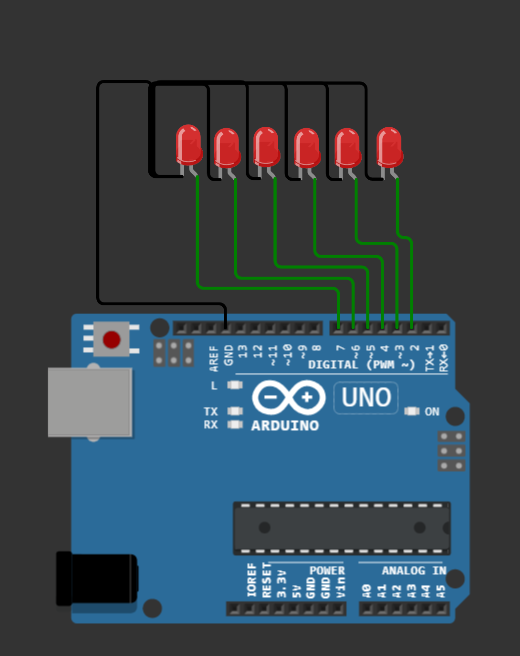 AREF
GND
13
12
~11
~10
~9
8
7
~6
~5
4
~3
2
TX→1
RX←0
DIGITAL (PWM ~)
L
TX
RX
UNO
ON
ARDUINO
POWER
ANALOG IN
IOREF
RESET
3.3V
5V
GND
GND
Vin
A0
A1
A2
A3
A4
A5